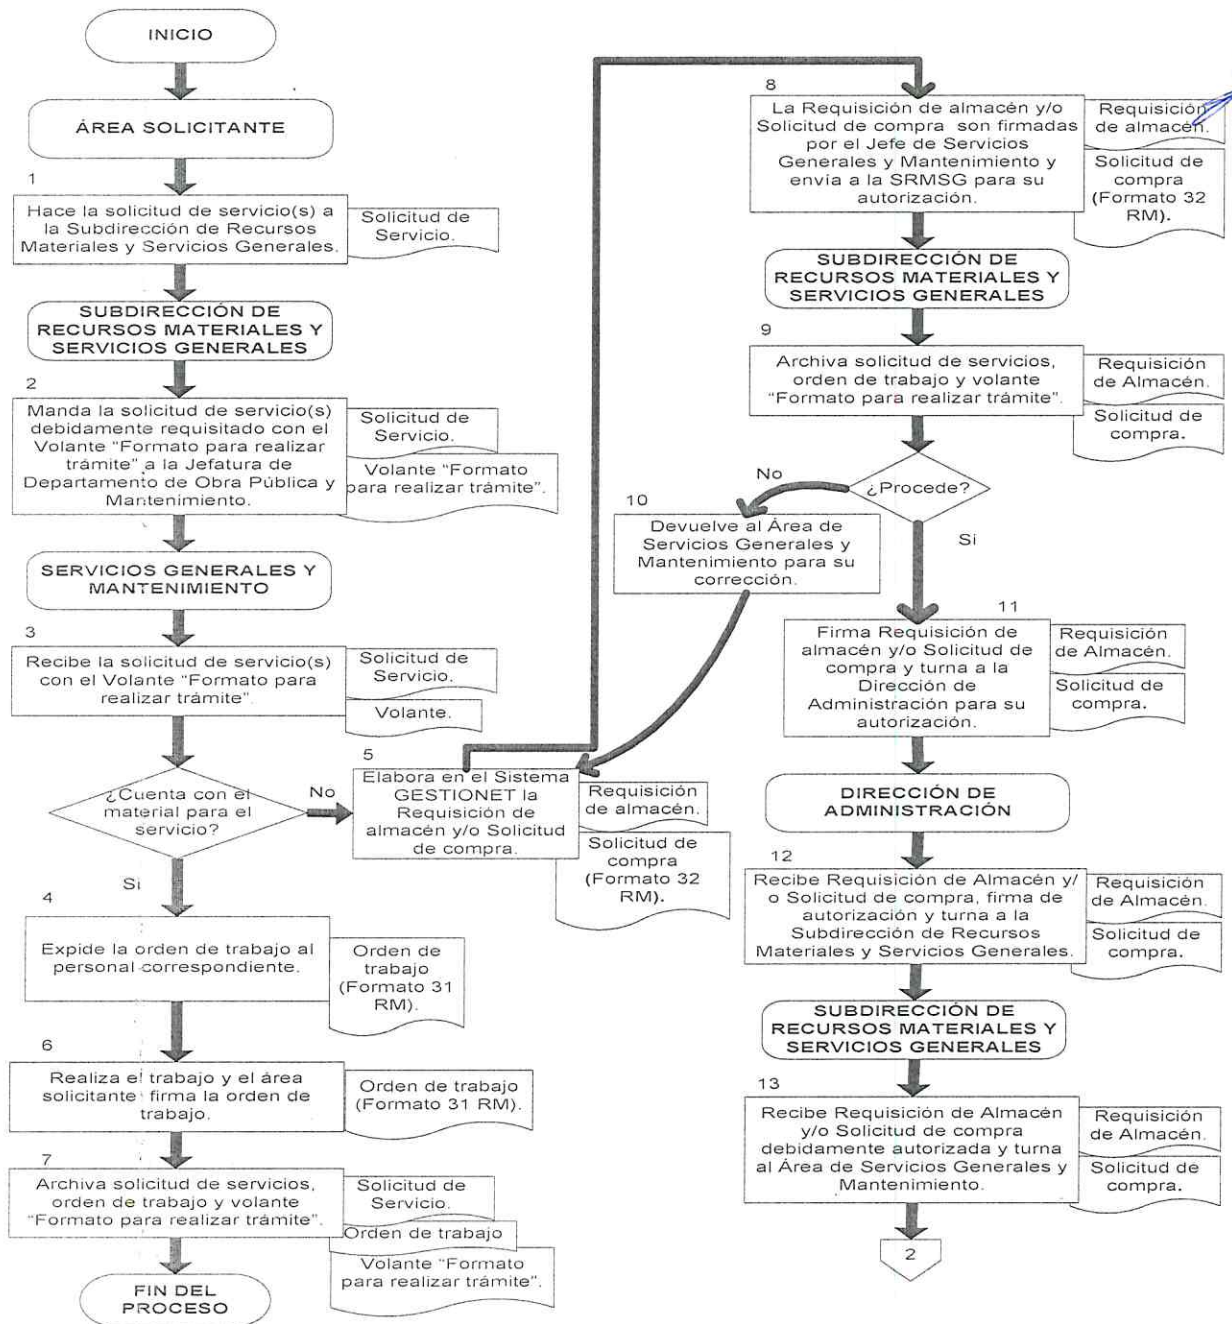 INICIO
ÁREA SOLICITANTE
1
Hace la solicitud de servicio(s) a
la Subdirección de Recursos
Materiales y Servicios Generales.
Solicitud de
Servicio.
SUBDIRECCIÓN DE
RECURSOS MATERIALES Y
SERVICIOS GENERALES
2
Manda la solicitud de servicio(s)
debidamente requisitado con el
Volante "Formato para realizar
trámite" a la Jefatura de
Departamento de Obra Pública y
Mantenimiento.
Solicitud de
Servicio.
Volante "Formato
para realizar trámite".
SERVICIOS GENERALES Y
MANTENIMIENTO
3
Recibe la solicitud de servicio(s)
con el Volante "Formato para
realizar trámite"
Solicitud de
Servicio.
Volante.
¿Cuenta con el
material para el
servicio?
No
Si
5
Elabora en el Sistema
GESTIONET la
Requisición de
almacén y/o Solicitud
de compra.
Requisición
de almacén.
Solicitud de
compra
(Formato 32
RM).
4
Expide la orden de trabajo al
personal correspondiente.
Orden de
trabajo
(Formato 31
RM).
6
Realiza el trabajo y el área
solicitante firma la orden de
trabajo.
Orden de trabajo
(Formato 31 RM).
7
Archiva solicitud de servicios,
orden de trabajo y volante
"Formato para realizar trámite".
Solicitud de
Servicio.
Orden de trabajo
Volante "Formato
para realizar trámite".
FIN DEL
PROCESO
8
La Requisición de almacén y/o
Solicitud de compra son firmadas
por el Jefe de Servicios
Generales y Mantenimiento y
envía a la SRMSG para su
autorización.
Requisición
de almacén.
Solicitud de
compra
(Formato 32
RM).
SUBDIRECCIÓN DE
RECURSOS MATERIALES Y
SERVICIOS GENERALES
9
Archiva solicitud de servicios,
orden de trabajo y volante
"Formato para realizar trámite".
Requisición
de Almacén.
Solicitud de
compra.
¿Procede?
No
Si
10
Devuelve al Área de
Servicios Generales y
Mantenimiento para su
corrección.
11
Firma Requisición de
almacén y/o Solicitud de
compra y turna a la
Dirección de
Administración para su
autorización.
Requisición
de Almacén.
Solicitud de
compra.
DIRECCIÓN DE
ADMINISTRACIÓN
12
Recibe Requisición de Almacén y/
o Solicitud de compra, firma de
autorización y turna a la
Subdirección de Recursos
Materiales y Servicios Generales.
Requisición
de Almacén.
Solicitud de
compra.
SUBDIRECCIÓN DE
RECURSOS MATERIALES Y
SERVICIOS GENERALES
13
Recibe Requisición de Almacén
y/o Solicitud de compra
debidamente autorizada y turna
al Área de Servicios Generales y
Mantenimiento.
Requisición
de Almacén.
Solicitud de
compra.
2